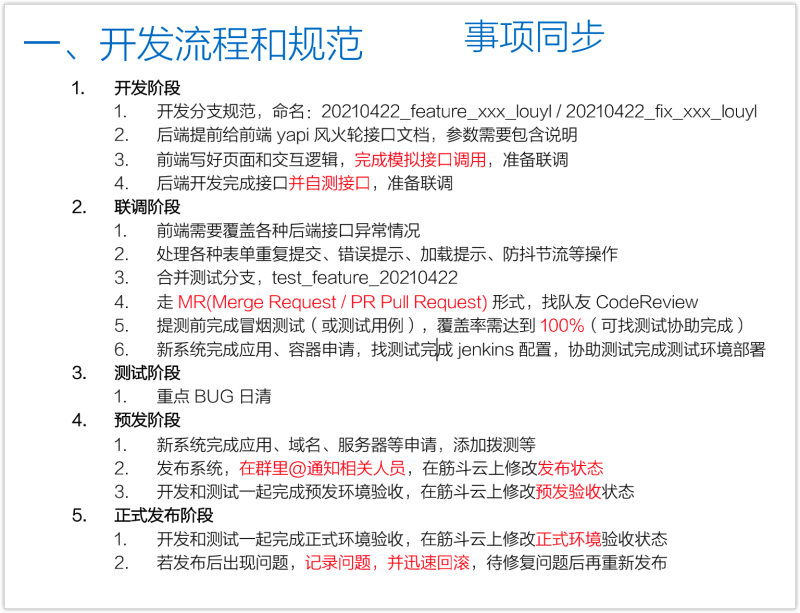 一、开发流程和规范
事项同步
1. 开发阶段
1. 开发分支规范，命名：20210422_feature_xxx_louyl / 20210422_fix_xxx_louyl
2. 后端提前给前端 yapi 风火轮接口文档，参数需要包含说明
3. 前端写好页面和交互逻辑，完成模拟接口调用，准备联调
4. 后端开发完成接口并自测接口，准备联调
2. 联调阶段
1. 前端需要覆盖各种后端接口异常情况
2. 处理各种表单重复提交、错误提示、加载提示、防抖节流等操作
3. 合并测试分支，test_feature_20210422
4. 走 MR(Merge Request / PR Pull Request) 形式，找队友 CodeReview
5. 提测前完成冒烟测试（或测试用例），覆盖率需达到 100%（可找测试协助完成）
6. 新系统完成应用、容器申请，找测试完成 jenkins 配置，协助测试完成测试环境部署
3. 测试阶段
1. 重点 BUG 日清
4. 预发阶段
1. 新系统完成应用、域名、服务器等申请，添加拨测等
2. 发布系统，在群里@通知相关人员，在筋斗云上修改发布状态
3. 开发和测试一起完成预发环境验收，在筋斗云上修改预发验收状态
5. 正式发布阶段
1. 开发和测试一起完成正式环境验收，在筋斗云上修改正式环境验收状态
2. 若发布后出现问题，记录问题，并迅速回滚，待修复问题后再重新发布